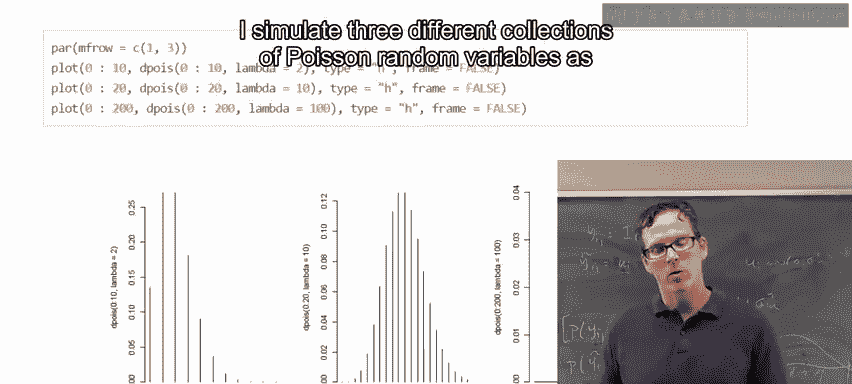 I simulate three different collections
of Poisson random variables as
par(mfrow = c(1, 3))
plot(0 : 10, dpois(0 : 10, lambda = 2), type = "h", frame = FALSE)
plot(0 : 20, dpois(0 : 20, lambda = 10), type = "h", frame = FALSE)
plot(0 : 200, dpois(0 : 200, lambda = 100), type = "h", frame = FALSE)
dpois(0:10, lambda = 2)
0.25
0.20
0.15
0.10
0.05
0.00
dpois(0:20, lambda = 10)
0.12
0.10
0.08
0.06
0.04
0.02
0.00
dpois(0:200, lambda = 100)
0.04
0.03
0.02
0.01
0.00